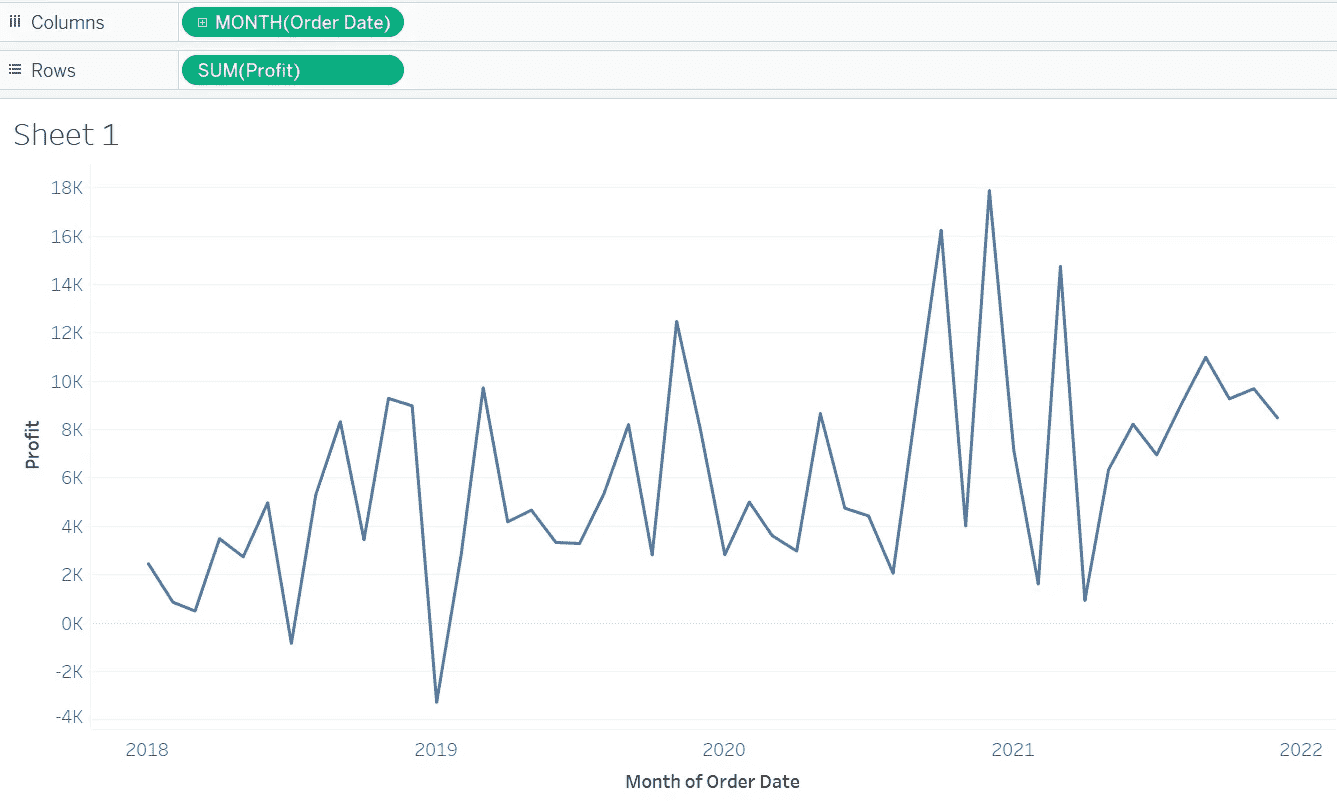 Columns MONTH(Order Date)
Rows SUM(Profit)
Sheet 1
18K
16K
14K
12K
10K
8K
6K
4K
2K
0K
-2K
-4K
Profit
2018 2019 2020 2021 2022
Month of Order Date